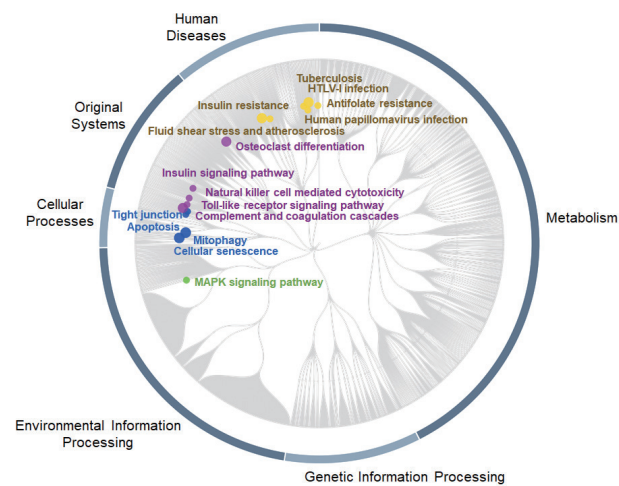 Human
Diseases
Tuberculosis
HTLV-I infection
Insulin resistance
Antifolate resistance
Original
Systems
Human papillomavirus infection
Fluid shear stress and atherosclerosis
Osteoclast differentiation
Insulin signaling pathway
Natural killer cell mediated cytotoxicity
Cellular
Processes
Toll-like receptor signaling pathway
Tight junction
Complement and coagulation cascades
Metabolism
Apoptosis
Mitophagy
Cellular senescence
MAPK signaling pathway
Environmental Information
Processing
Genetic Information Processing